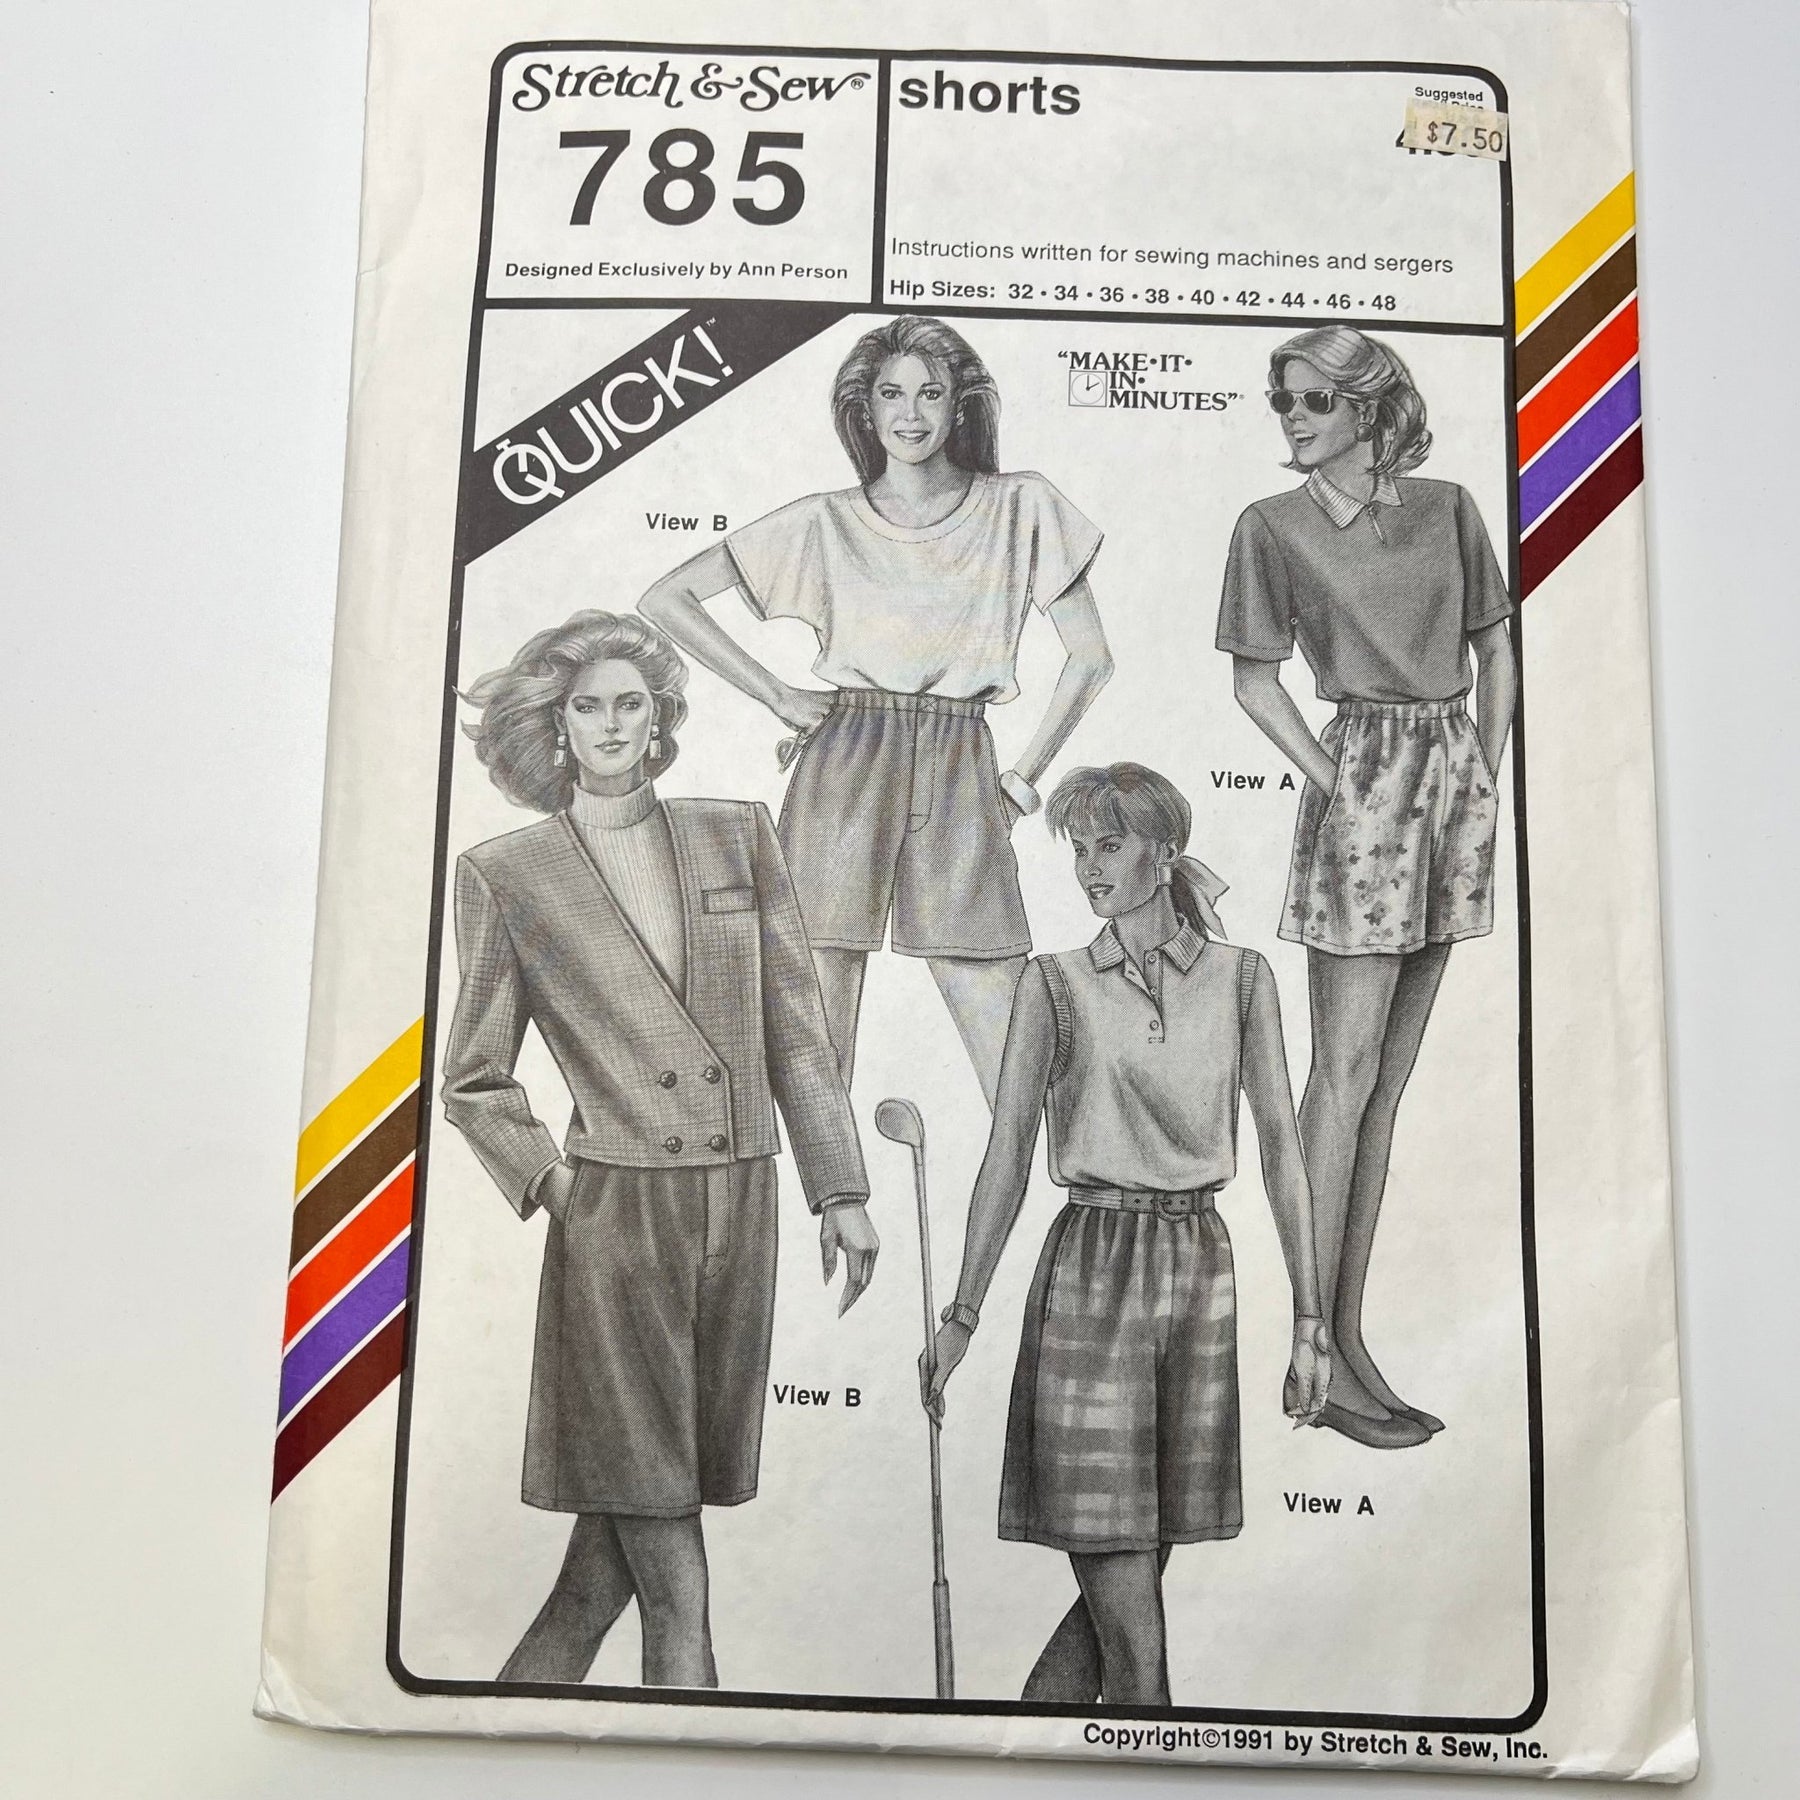 Stretch & Sew®
785
Designed Exclusively by Ann Person
shorts
Suggested
$7.50
Instructions written for sewing machines and sergers
Hip Sizes: 32 • 34 • 36 • 38 • 40 • 42 • 44 • 46 • 48
QUICK!™
"MAKE•IT•
IN•
MINUTES"®
View B
View A
View B
View A
Copyright©1991 by Stretch & Sew, Inc.